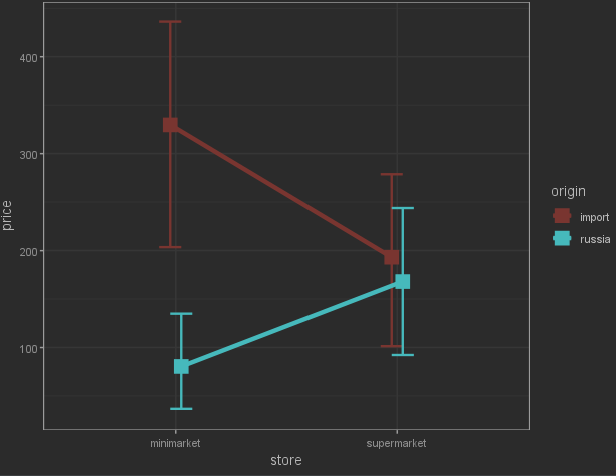 400
300
200
100
price
minimarket
supermarket
store
origin
import
russia